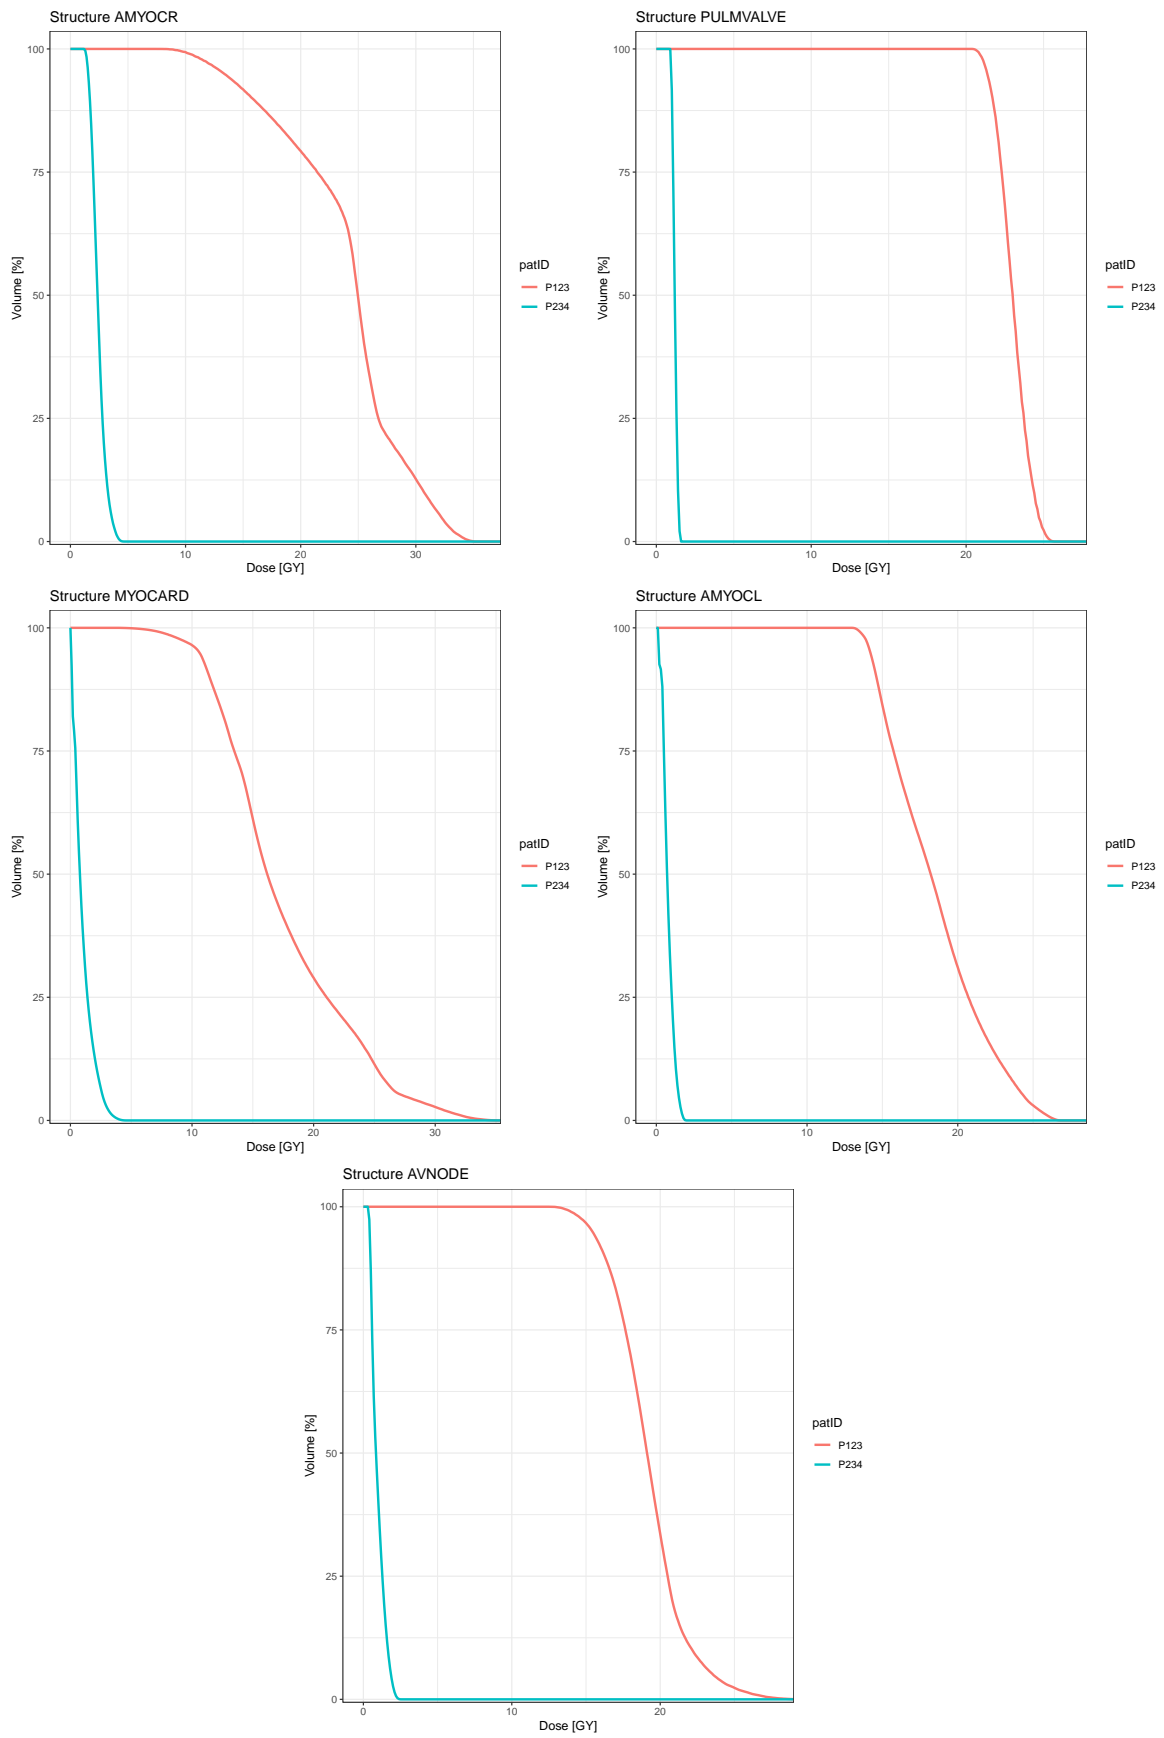 Structure AMYOCR
100
75
50
25
0
Volume [%]
0 10 20 30
Dose [GY]
patID
P123
P234
Structure PULMVALVE
100
75
50
25
0
Volume [%]
0 10 20
Dose [GY]
patID
P123
P234
Structure MYOCARD
100
75
50
25
0
Volume [%]
0 10 20 30
Dose [GY]
patID
P123
P234
Structure AMYOCL
100
75
50
25
0
Volume [%]
0 10 20
Dose [GY]
patID
P123
P234
Structure AVNODE
100
75
50
25
0
Volume [%]
0 10 20
Dose [GY]
patID
P123
P234